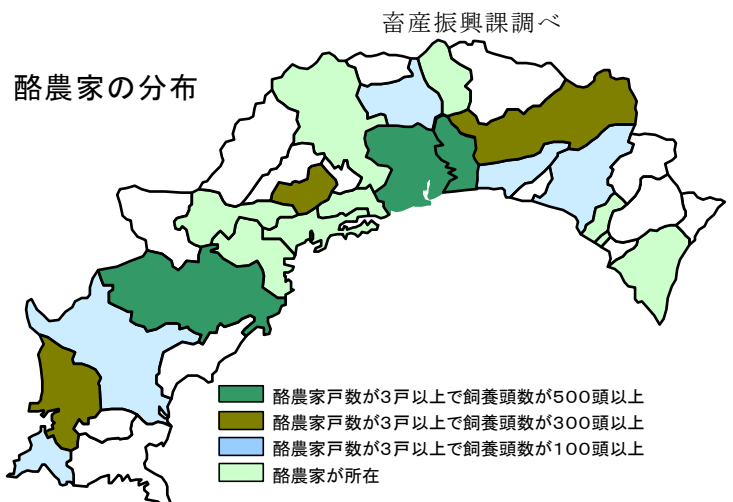 畜産振興課調べ
酪農家の分布
酪農家戸数が3戸以上で飼養頭数が500頭以上
酪農家戸数が3戸以上で飼養頭数が300頭以上
酪農家戸数が3戸以上で飼養頭数が100頭以上
酪農家が所在